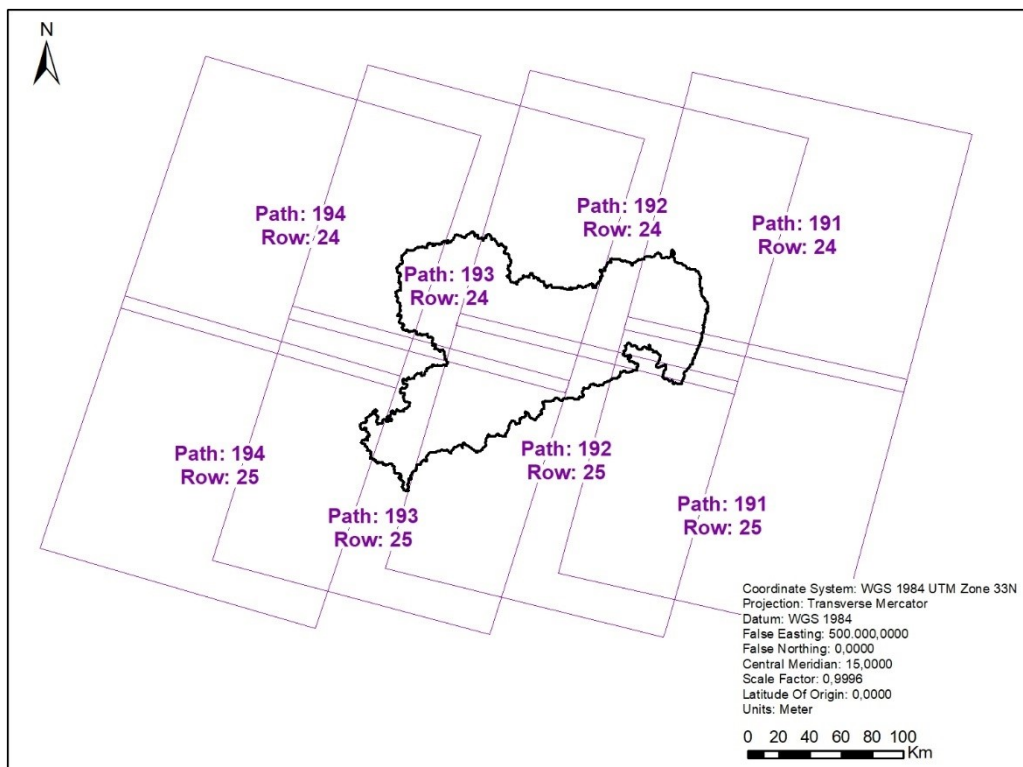 N
Path: 194
Row: 24
Path: 192
Row: 24
Path: 191
Row: 24
Path: 193
Row: 24
Path: 194
Row: 25
Path: 192
Row: 25
Path: 193
Row: 25
Path: 191
Row: 25
Coordinate System: WGS 1984 UTM Zone 33N
Projection: Transverse Mercator
Datum: WGS 1984
False Easting: 500.000,0000
False Northing: 0,0000
Central Meridian: 15,0000
Scale Factor: 0,9996
Latitude Of Origin: 0,0000
Units: Meter
0 20 40 60 80 100
Km